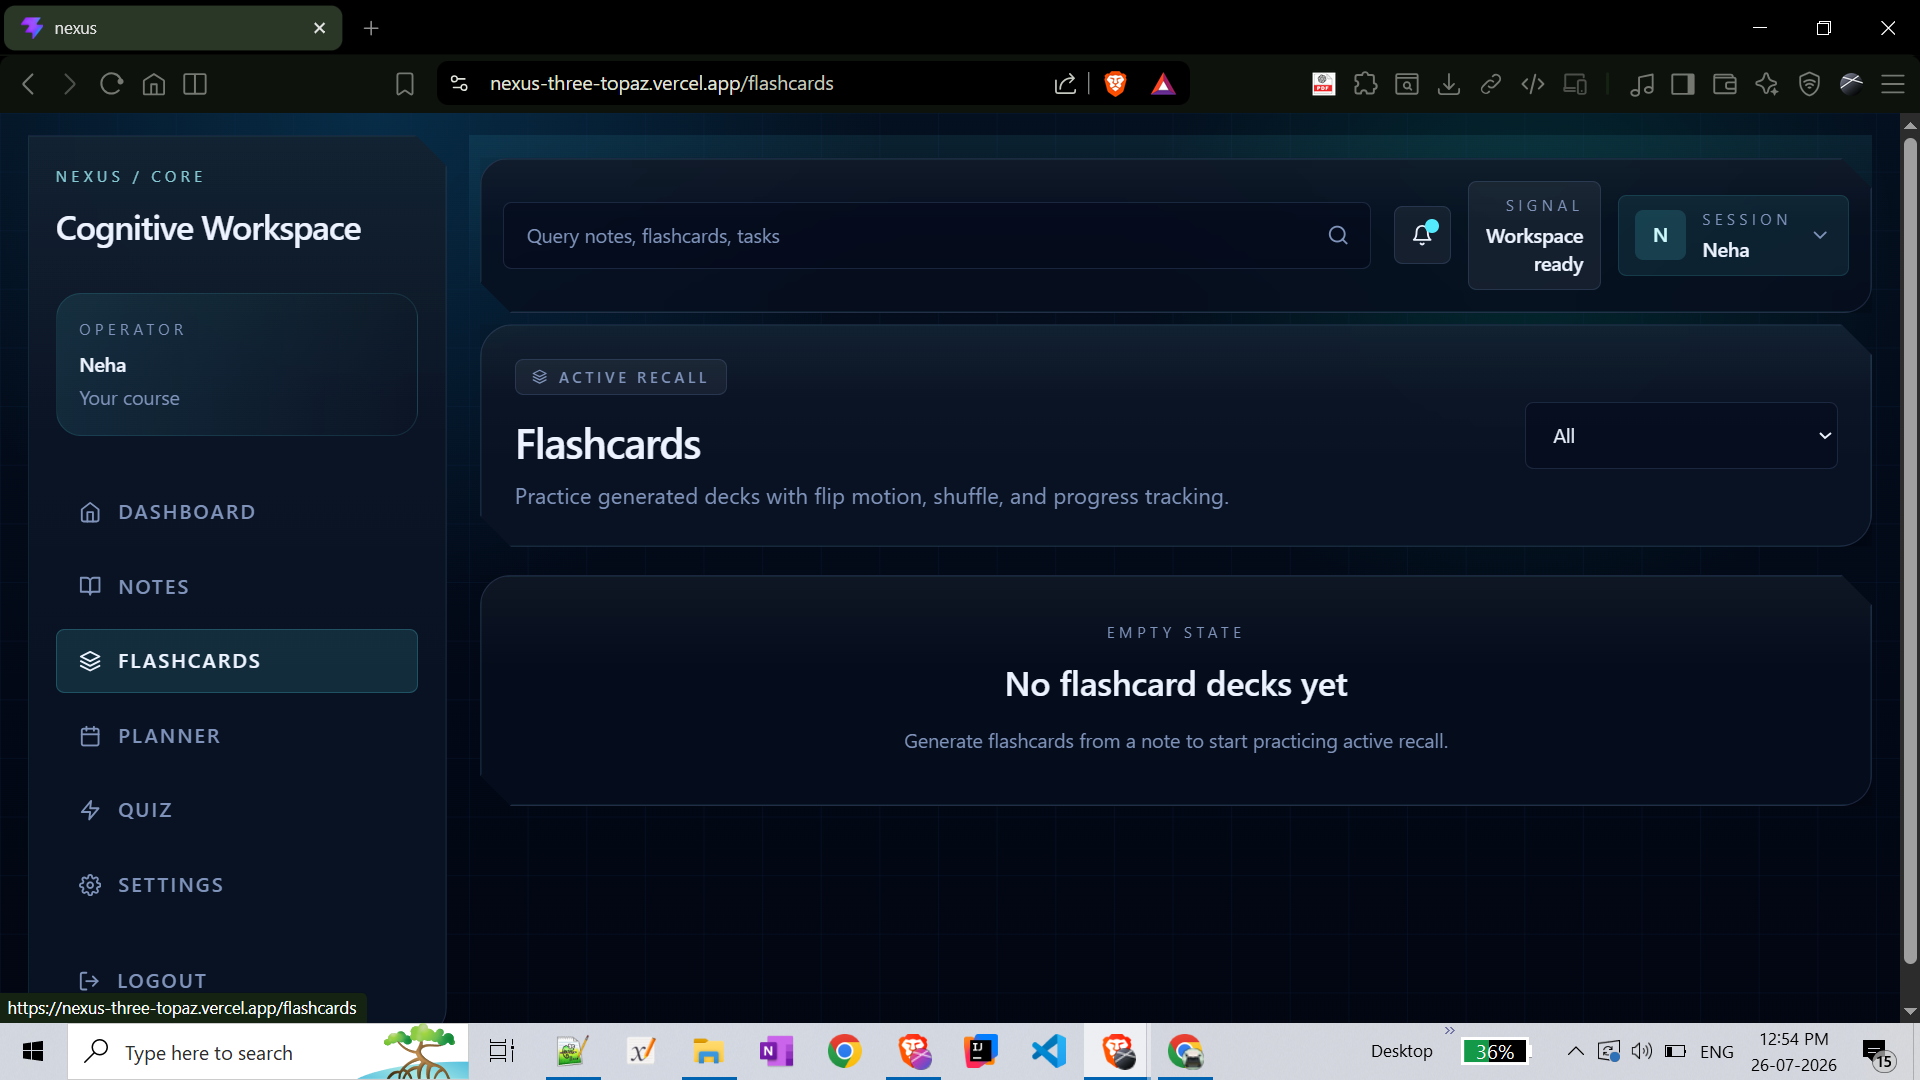 nexus
nexus-three-topaz.vercel.app/flashcards
PDF
NEXUS / CORE
Cognitive Workspace
OPERATOR
Neha
Your course
DASHBOARD
NOTES
FLASHCARDS
PLANNER
QUIZ
SETTINGS
LOGOUT
Query notes, flashcards, tasks
SIGNAL
Workspace
ready
N
SESSION
Neha
ACTIVE RECALL
Flashcards
Practice generated decks with flip motion, shuffle, and progress tracking.
All
EMPTY STATE
No flashcard decks yet
Generate flashcards from a note to start practicing active recall.
https://nexus-three-topaz.vercel.app/flashcards
Type here to search
N
IJ
Desktop
36%
ENG
12:54 PM
26-07-2026
15